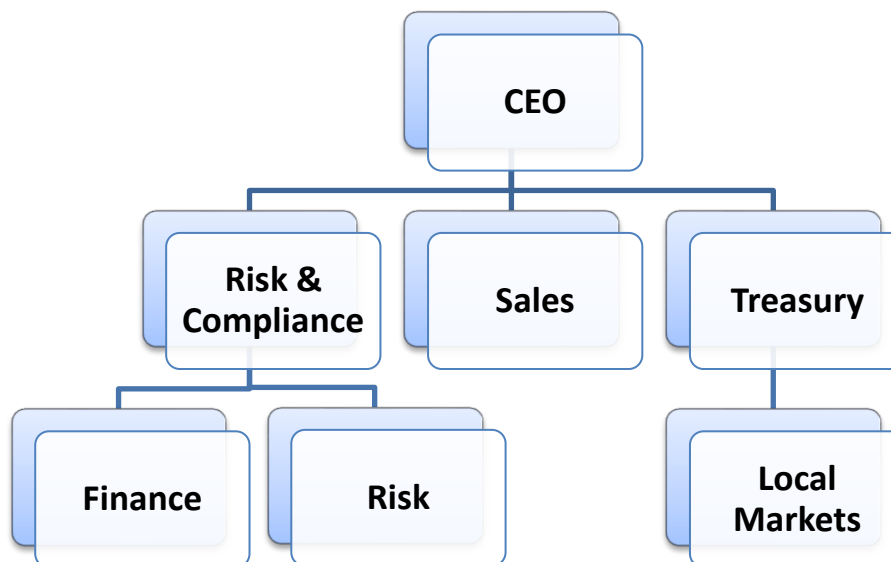 CEO
Risk &
Compliance
Sales
Treasury
Finance
Risk
Local
Markets